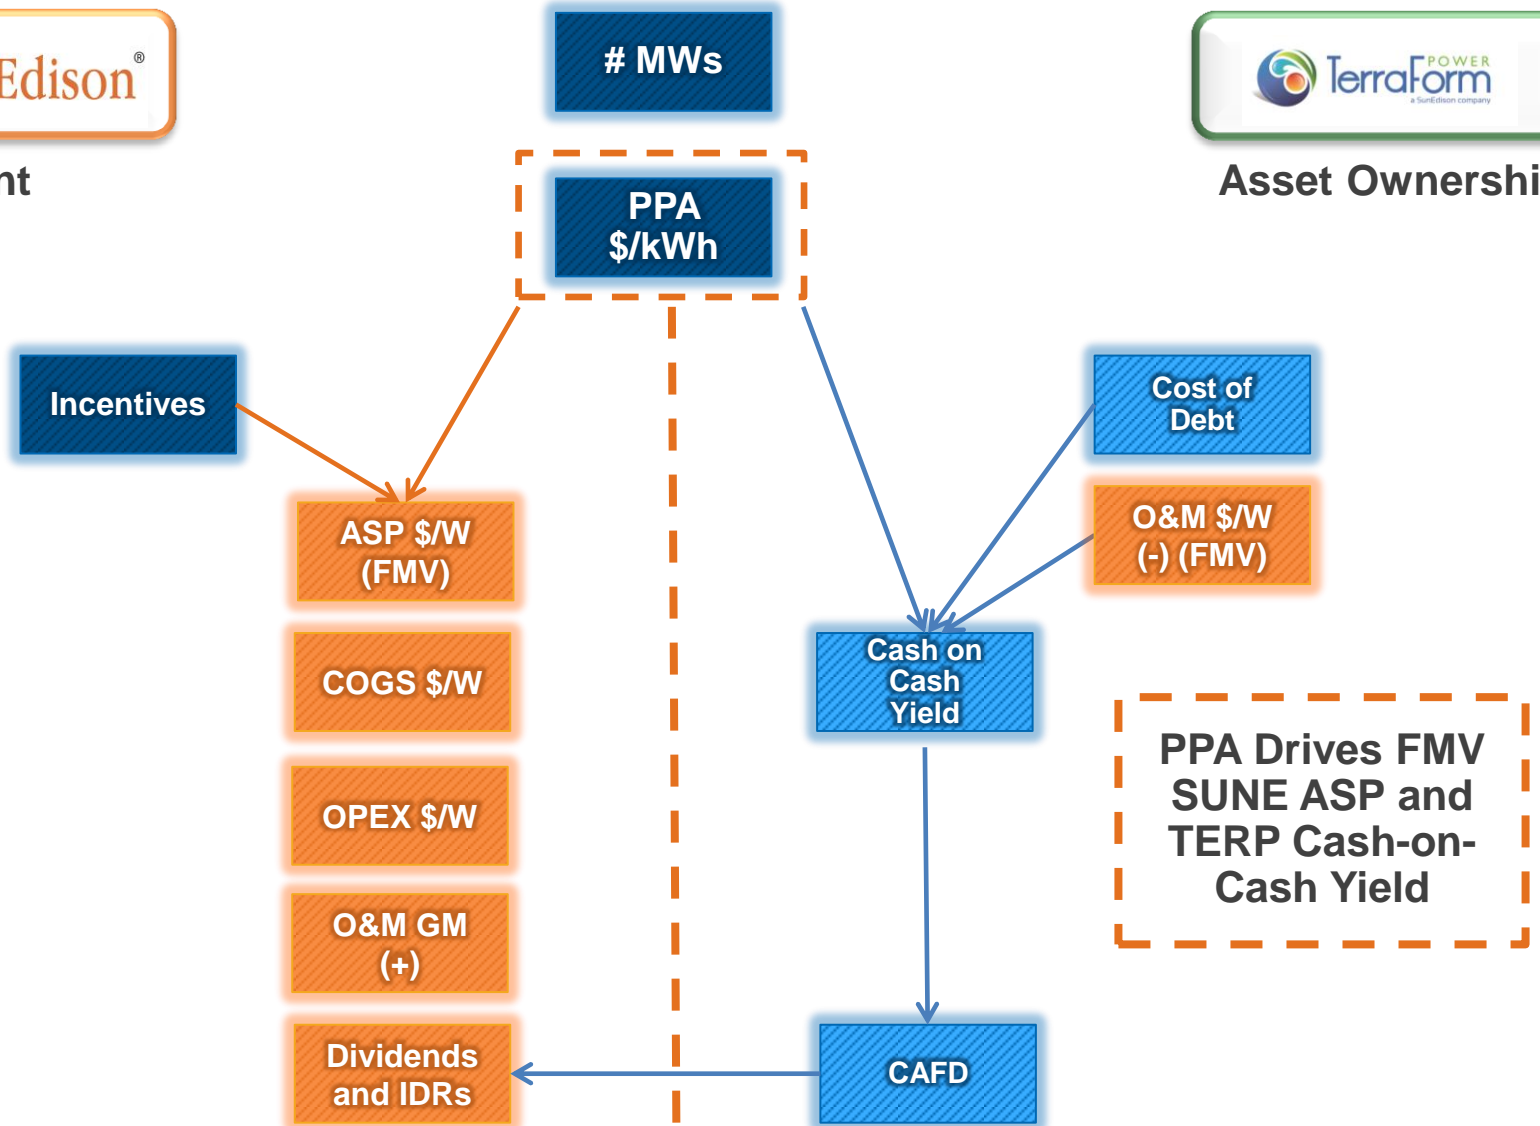 Edison®
# MWs
TerraForm
POWER
a SunEdison company
nt
Asset Ownershi
PPA
$/kWh
Incentives
Cost of
Debt
ASP $/W
(FMV)
O&M $/W
(-) (FMV)
COGS $/W
Cash on
Cash
Yield
OPEX $/W
PPA Drives FMV
SUNE ASP and
TERP Cash-on-
Cash Yield
O&M GM
(+)
Dividends
and IDRs
CAFD